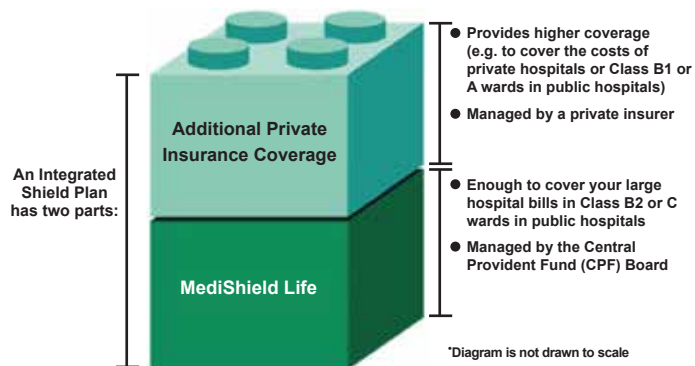 An Integrated
Shield Plan
has two parts:
Additional Private
Insurance Coverage
MediShield Life
● Provides higher coverage
(e.g. to cover the costs of
private hospitals or Class B1 or
A wards in public hospitals)
● Managed by a private insurer
● Enough to cover your large
hospital bills in Class B2 or C
wards in public hospitals
● Managed by the Central
Provident Fund (CPF) Board
*Diagram is not drawn to scale